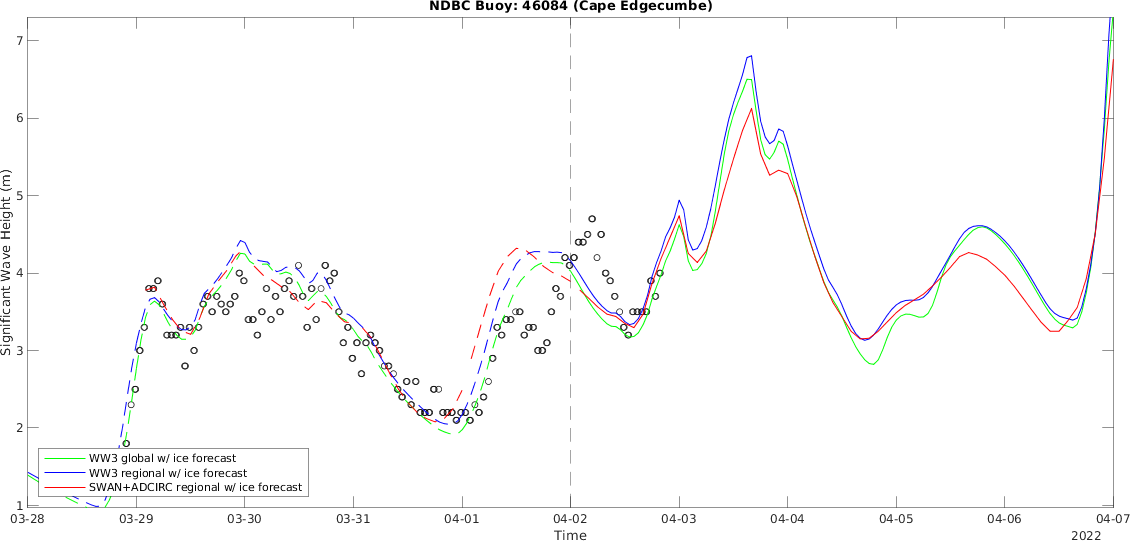 NDBC Buoy: 46084 (Cape Edgecumbe)
Significant Wave Height (m)
7
6
5
4
3
2
1
WW3 global w/ ice forecast
WW3 regional w/ ice forecast
SWAN+ADCIRC regional w/ ice forecast
03-28 03-29 03-30 03-31 04-01 04-02 04-03 04-04 04-05 04-06 04-07
Time
2022